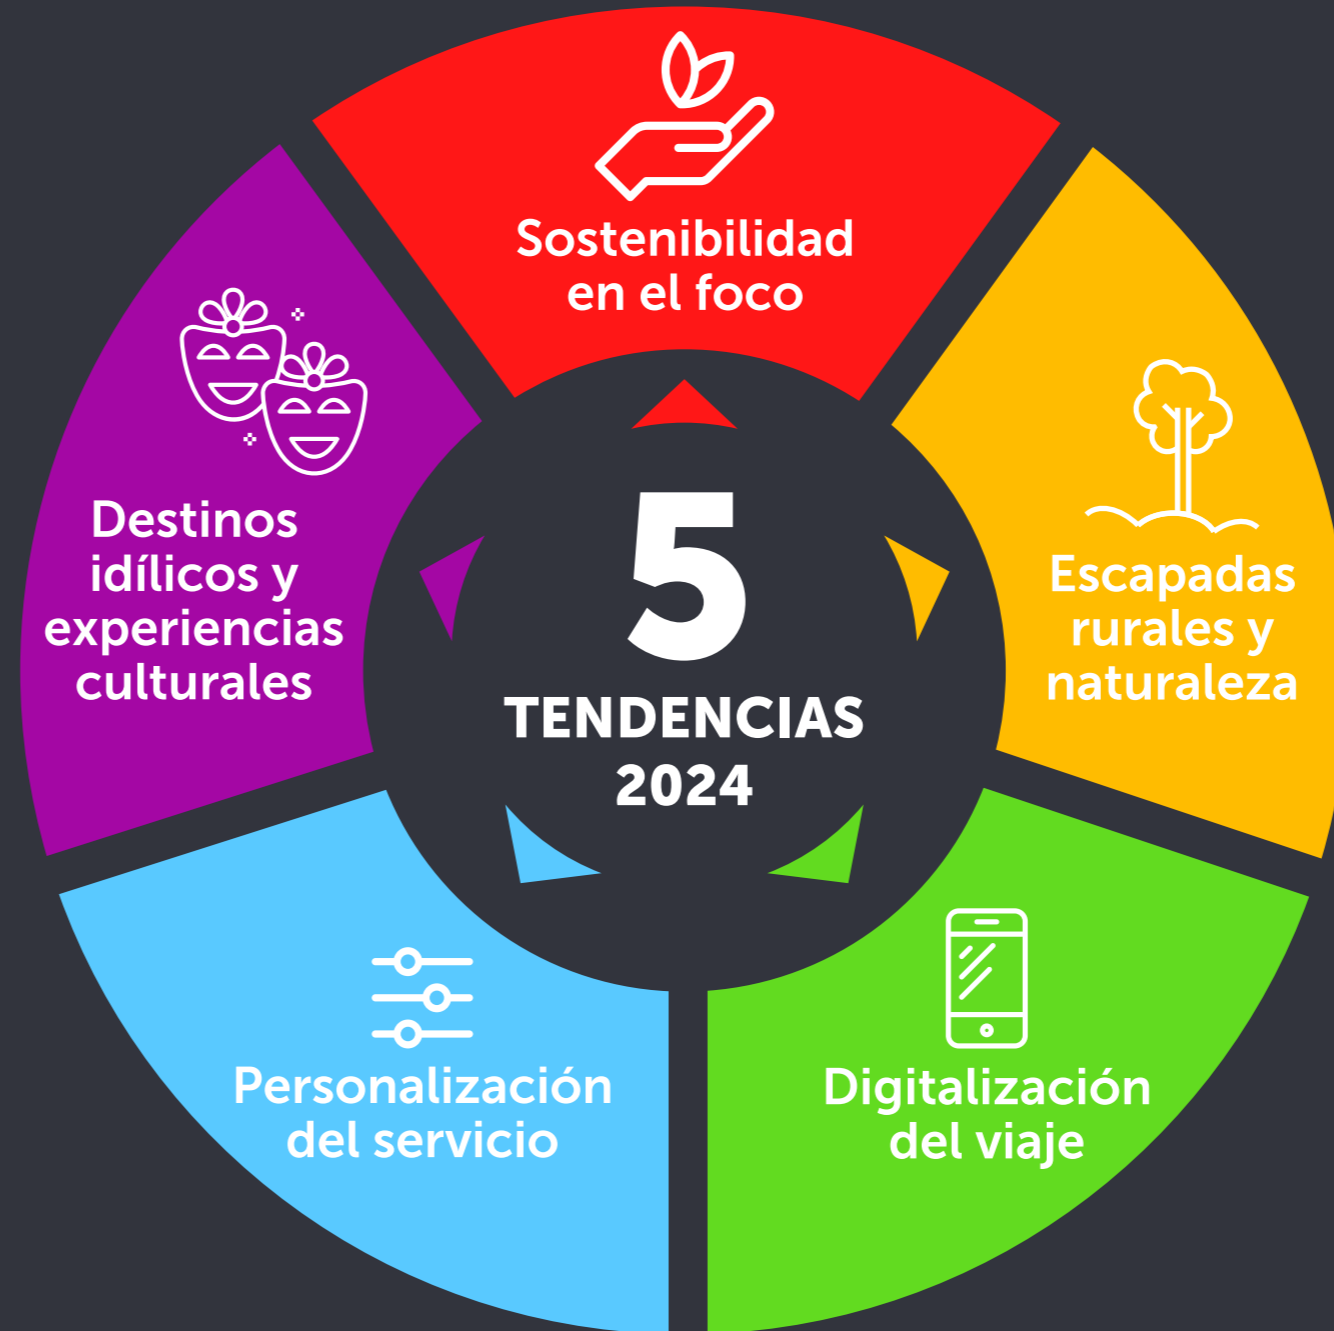 Sostenibilidad
en el foco
Escapadas
rurales y
naturaleza
Digitalización
del viaje
Personalización
del servicio
Destinos
idílicos y
experiencias
culturales
5
TENDENCIAS
2024